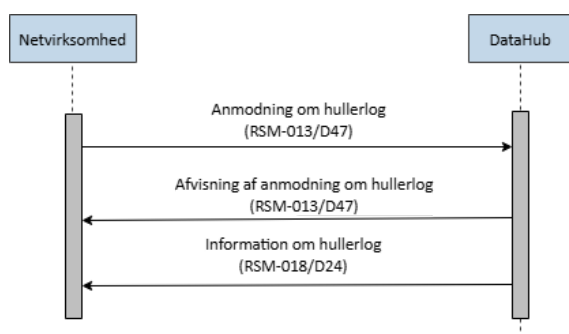 Netvirksomhed
DataHub
Anmodning om hullerlog
(RSM-013/D47)
Afvisning af anmodning om hullerlog
(RSM-013/D47)
Information om hullerlog
(RSM-018/D24)